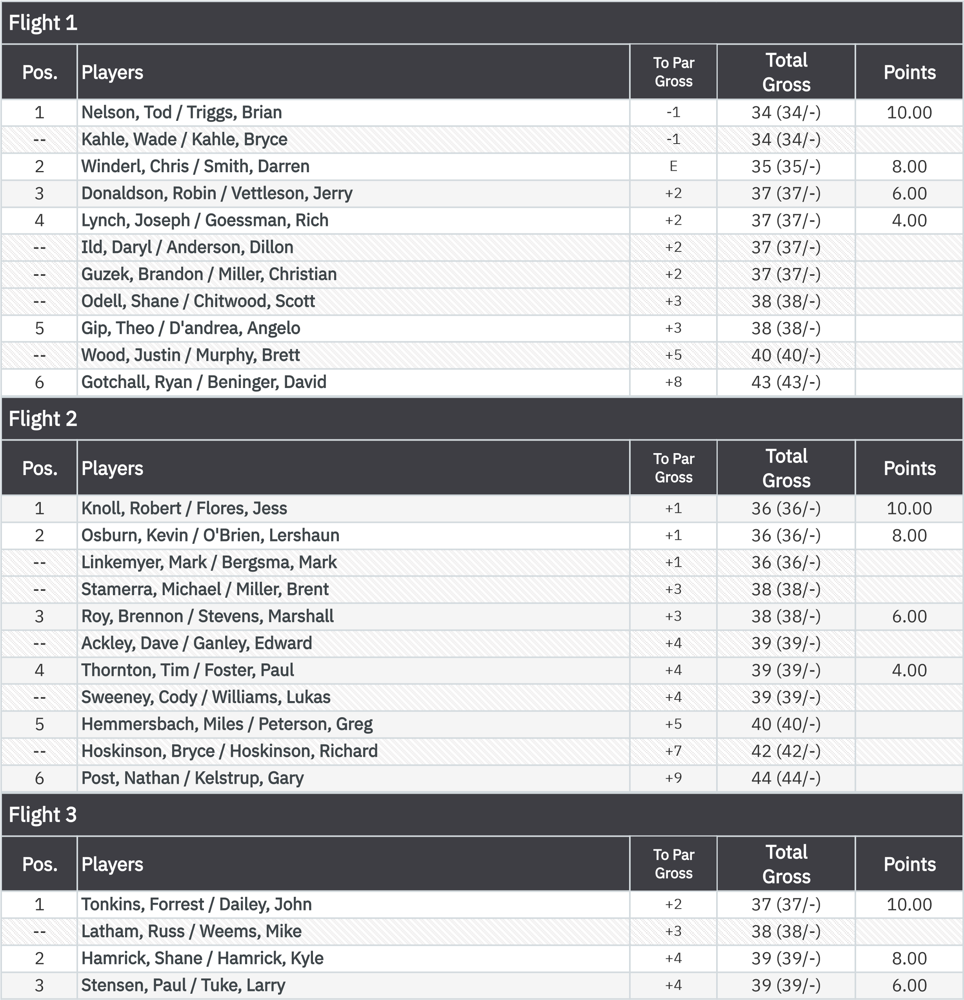 Flight 1
Pos. Players To Par Gross Total Gross Points
1 Nelson, Tod / Triggs, Brian -1 34 (34/-) 10.00
-- Kahle, Wade / Kahle, Bryce -1 34 (34/-)
2 Winderl, Chris / Smith, Darren E 35 (35/-) 8.00
3 Donaldson, Robin / Vettleson, Jerry +2 37 (37/-) 6.00
4 Lynch, Joseph / Goessman, Rich +2 37 (37/-) 4.00
-- Ild, Daryl / Anderson, Dillon +2 37 (37/-)
-- Guzek, Brandon / Miller, Christian +2 37 (37/-)
-- Odell, Shane / Chitwood, Scott +3 38 (38/-)
5 Gip, Theo / D'andrea, Angelo +3 38 (38/-)
-- Wood, Justin / Murphy, Brett +5 40 (40/-)
6 Gotchall, Ryan / Beninger, David +8 43 (43/-)
Flight 2
Pos. Players To Par Gross Total Gross Points
1 Knoll, Robert / Flores, Jess +1 36 (36/-) 10.00
2 Osburn, Kevin / O'Brien, Lershaun +1 36 (36/-) 8.00
-- Linkemyer, Mark / Bergsma, Mark +1 36 (36/-)
-- Stamerra, Michael / Miller, Brent +3 38 (38/-)
3 Roy, Brennon / Stevens, Marshall +3 38 (38/-) 6.00
-- Ackley, Dave / Ganley, Edward +4 39 (39/-)
4 Thornton, Tim / Foster, Paul +4 39 (39/-) 4.00
-- Sweeney, Cody / Williams, Lukas +4 39 (39/-)
5 Hemmersbach, Miles / Peterson, Greg +5 40 (40/-)
-- Hoskinson, Bryce / Hoskinson, Richard +7 42 (42/-)
6 Post, Nathan / Kelstrup, Gary +9 44 (44/-)
Flight 3
Pos. Players To Par Gross Total Gross Points
1 Tonkins, Forrest / Dailey, John +2 37 (37/-) 10.00
-- Latham, Russ / Weems, Mike +3 38 (38/-)
2 Hamrick, Shane / Hamrick, Kyle +4 39 (39/-) 8.00
3 Stensen, Paul / Tuke, Larry +4 39 (39/-) 6.00